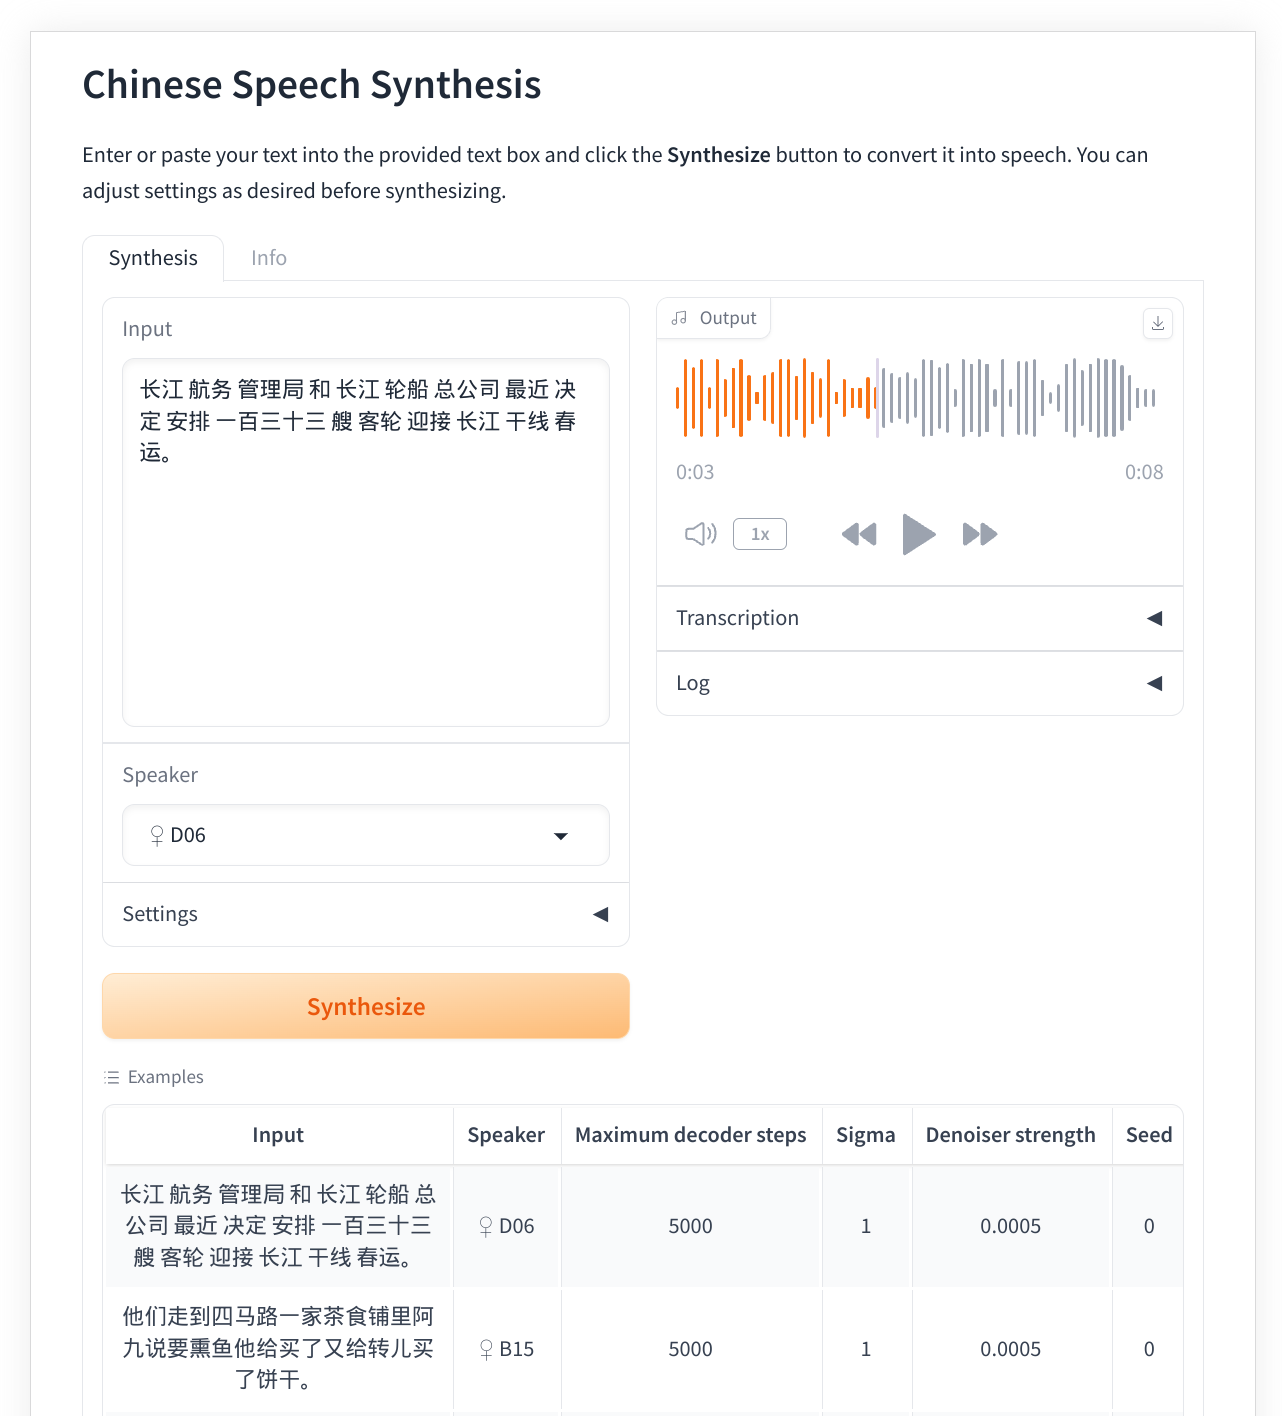 Chinese Speech Synthesis
Enter or paste your text into the provided text box and click the Synthesize button to convert it into speech. You can
adjust settings as desired before synthesizing.
Synthesis
Info
Input
长江 航务 管理局 和 长江 轮船 总公司 最近 决
定 安排 一百三十三 艘 客轮 迎接 长江 干线 春
运。
Speaker
♀ D06
Settings
Synthesize
Output
0:03
0:08
1x
Transcription
Log
Examples
Input Speaker Maximum decoder steps Sigma Denoiser strength Seed
长江 航务 管理局 和 长江 轮船 总
公司 最近 决定 安排 一百三十三
艘 客轮 迎接 长江 干线 春运。
♀ D06 5000 1 0.0005 0
他们走到四马路一家茶食铺里阿
九说要熏鱼他给买了又给转儿买
了饼干。
♀ B15 5000 1 0.0005 0